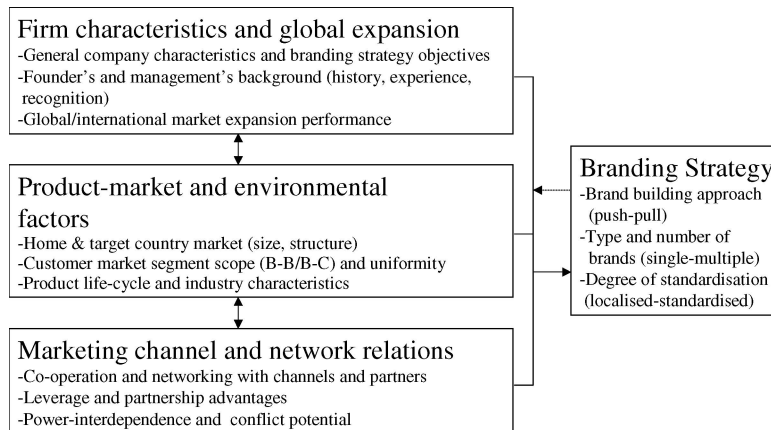 Firm characteristics and global expansion
-General company characteristics and branding strategy objectives
-Founder's and management's background (history, experience,
recognition)
-Global/international market expansion performance
Product-market and environmental
factors
-Home & target country market (size, structure)
-Customer market segment scope (B-B/B-C) and uniformity
-Product life-cycle and industry characteristics
Marketing channel and network relations
-Co-operation and networking with channels and partners
-Leverage and partnership advantages
-Power-interdependence and conflict potential
Branding Strategy
-Brand building approach
(push-pull)
-Type and number of
brands (single-multiple)
-Degree of standardisation
(localised-standardised)